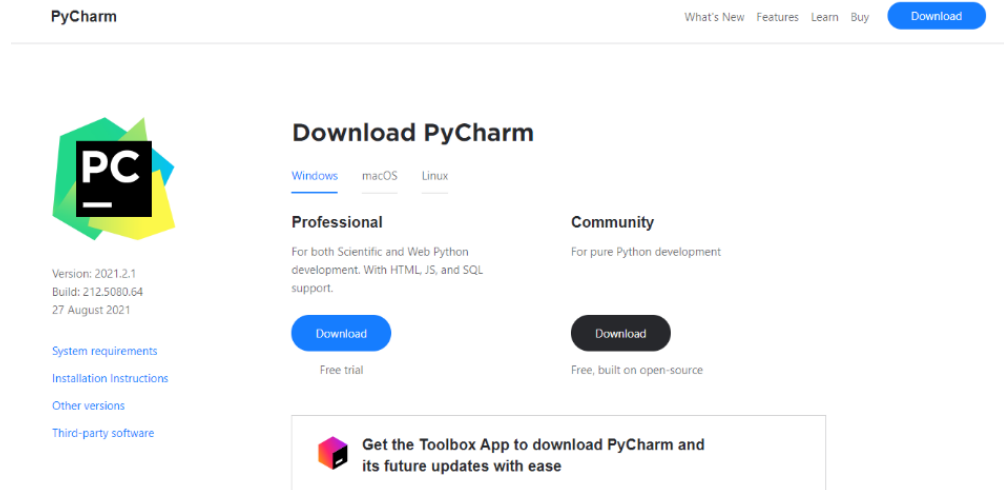 PyCharm
What's New Features Learn Buy Download
PC
Version: 2021.2.1
Build: 212.5080.64
27 August 2021
System requirements
Installation Instructions
Other versions
Third-party software
Download PyCharm
Windows macOS Linux
Professional
For both Scientific and Web Python
development. With HTML, JS, and SQL
support.
Download
Free trial
Community
For pure Python development
Download
Free, built on open-source
Get the Toolbox App to download PyCharm and
its future updates with ease